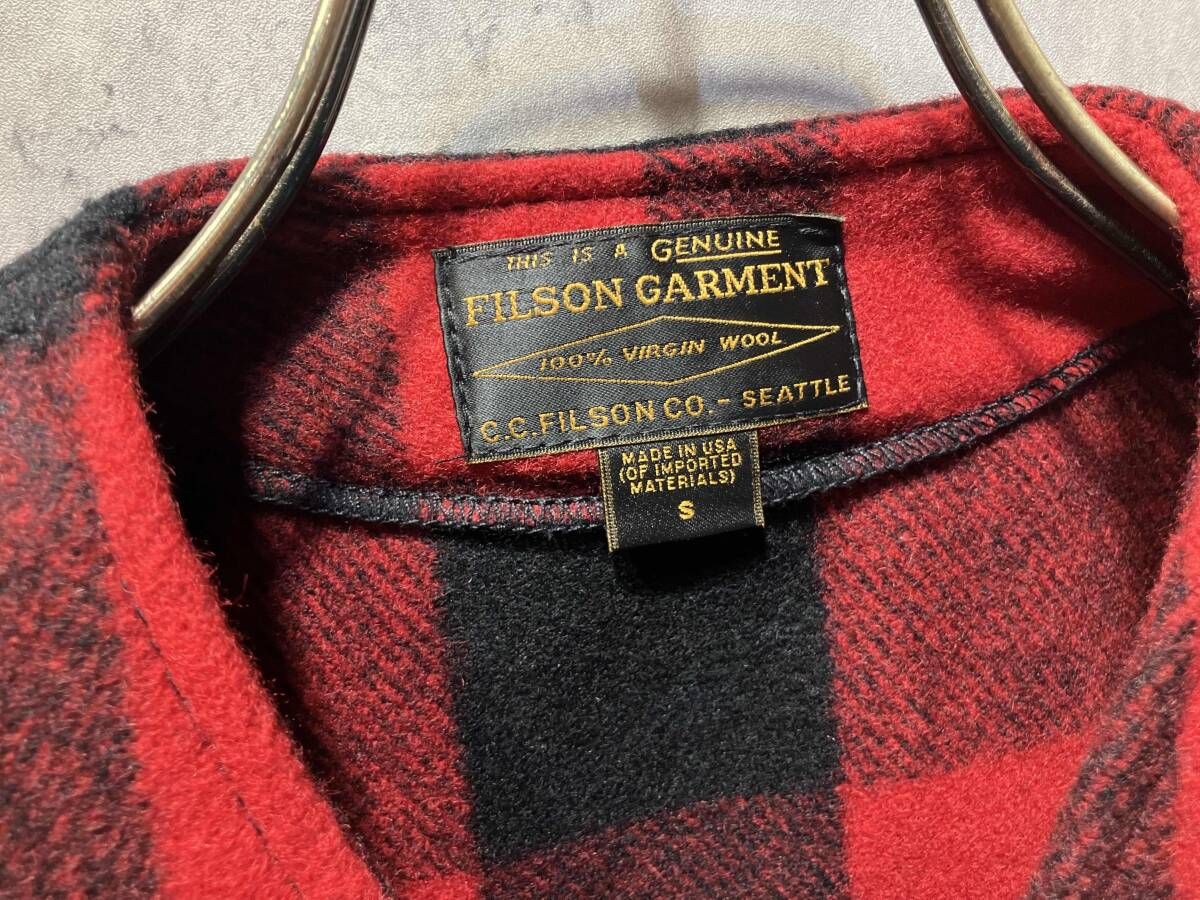 THIS IS A GENUINE
FILSON GARMENT
100% VIRGIN WOOL
C.C. FILSON CO. - SEATTLE
MADE IN USA
(OF IMPORTED
MATERIALS)
S